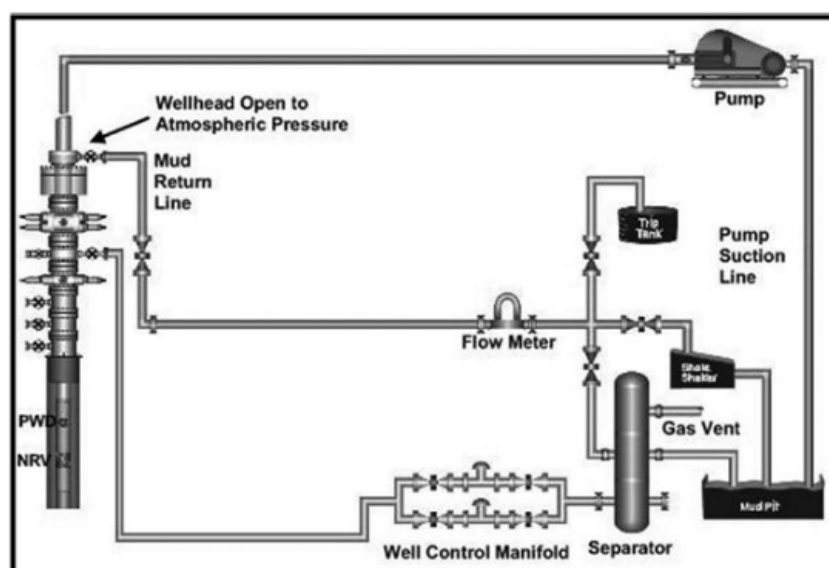 Pump
Wellhead Open to
Atmospheric Pressure
Mud
Return
Line
Trip
Tank
Pump
Suction
Line
Flow Meter
Shale
Shaker
Gas Vent
PWD
NRV
Mud Pit
Well Control Manifold
Separator